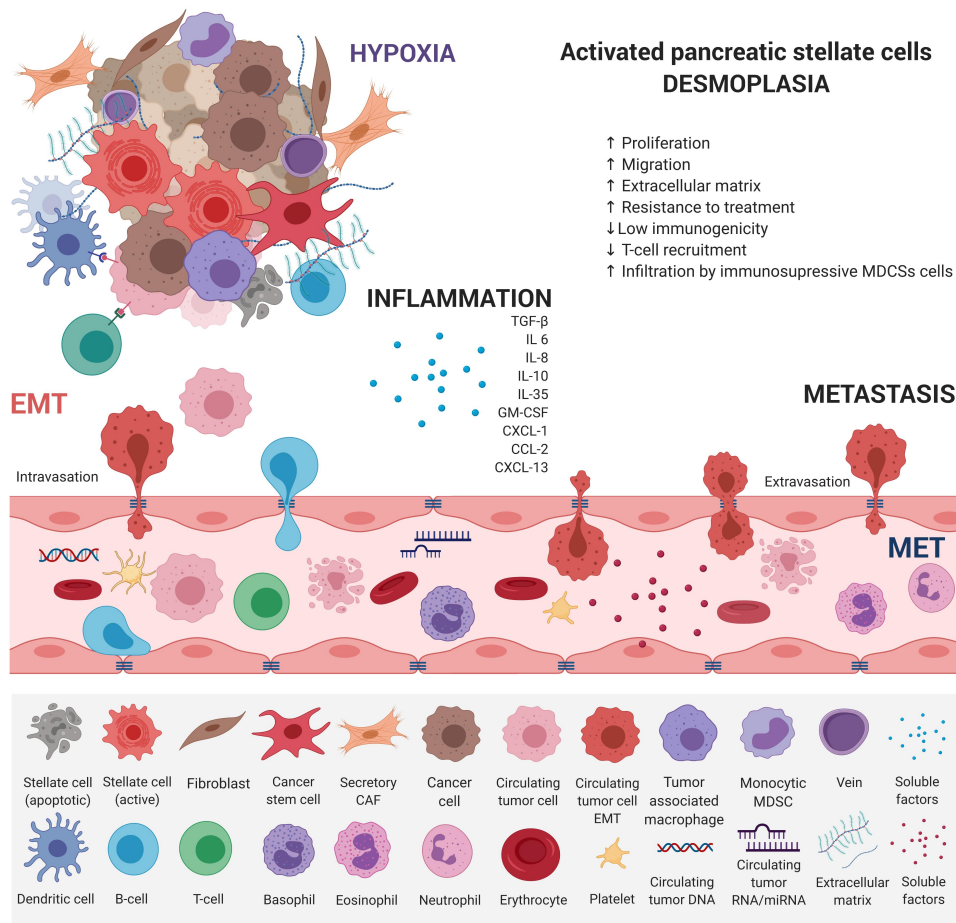 HYPOXIA
Activated pancreatic stellate cells
DESMOPLASIA
↑ Proliferation
↑ Migration
↑ Extracellular matrix
↑ Resistance to treatment
↓Low immunogenicity
↓ T-cell recruitment
↑ Infiltration by immunosupressive MDCSs cells
INFLAMMATION
TGF-β
IL 6
IL-8
IL-10
IL-35
GM-CSF
CXCL-1
CCL-2
CXCL-13
EMT
METASTASIS
Intravasation
Extravasation
MET
Stellate cell
(apoptotic)
Stellate cell
(active)
Fibroblast
Cancer
stem cell
Secretory
CAF
Cancer
cell
Circulating
tumor cell
Circulating
tumor cell
EMT
Tumor
associated
macrophage
Monocytic
MDSC
Vein
Soluble
factors
Dendritic cell
B-cell
T-cell
Basophil
Eosinophil
Neutrophil
Erythrocyte
Platelet
Circulating
tumor DNA
Circulating
tumor
RNA/miRNA
Extracellular
matrix
Soluble
factors